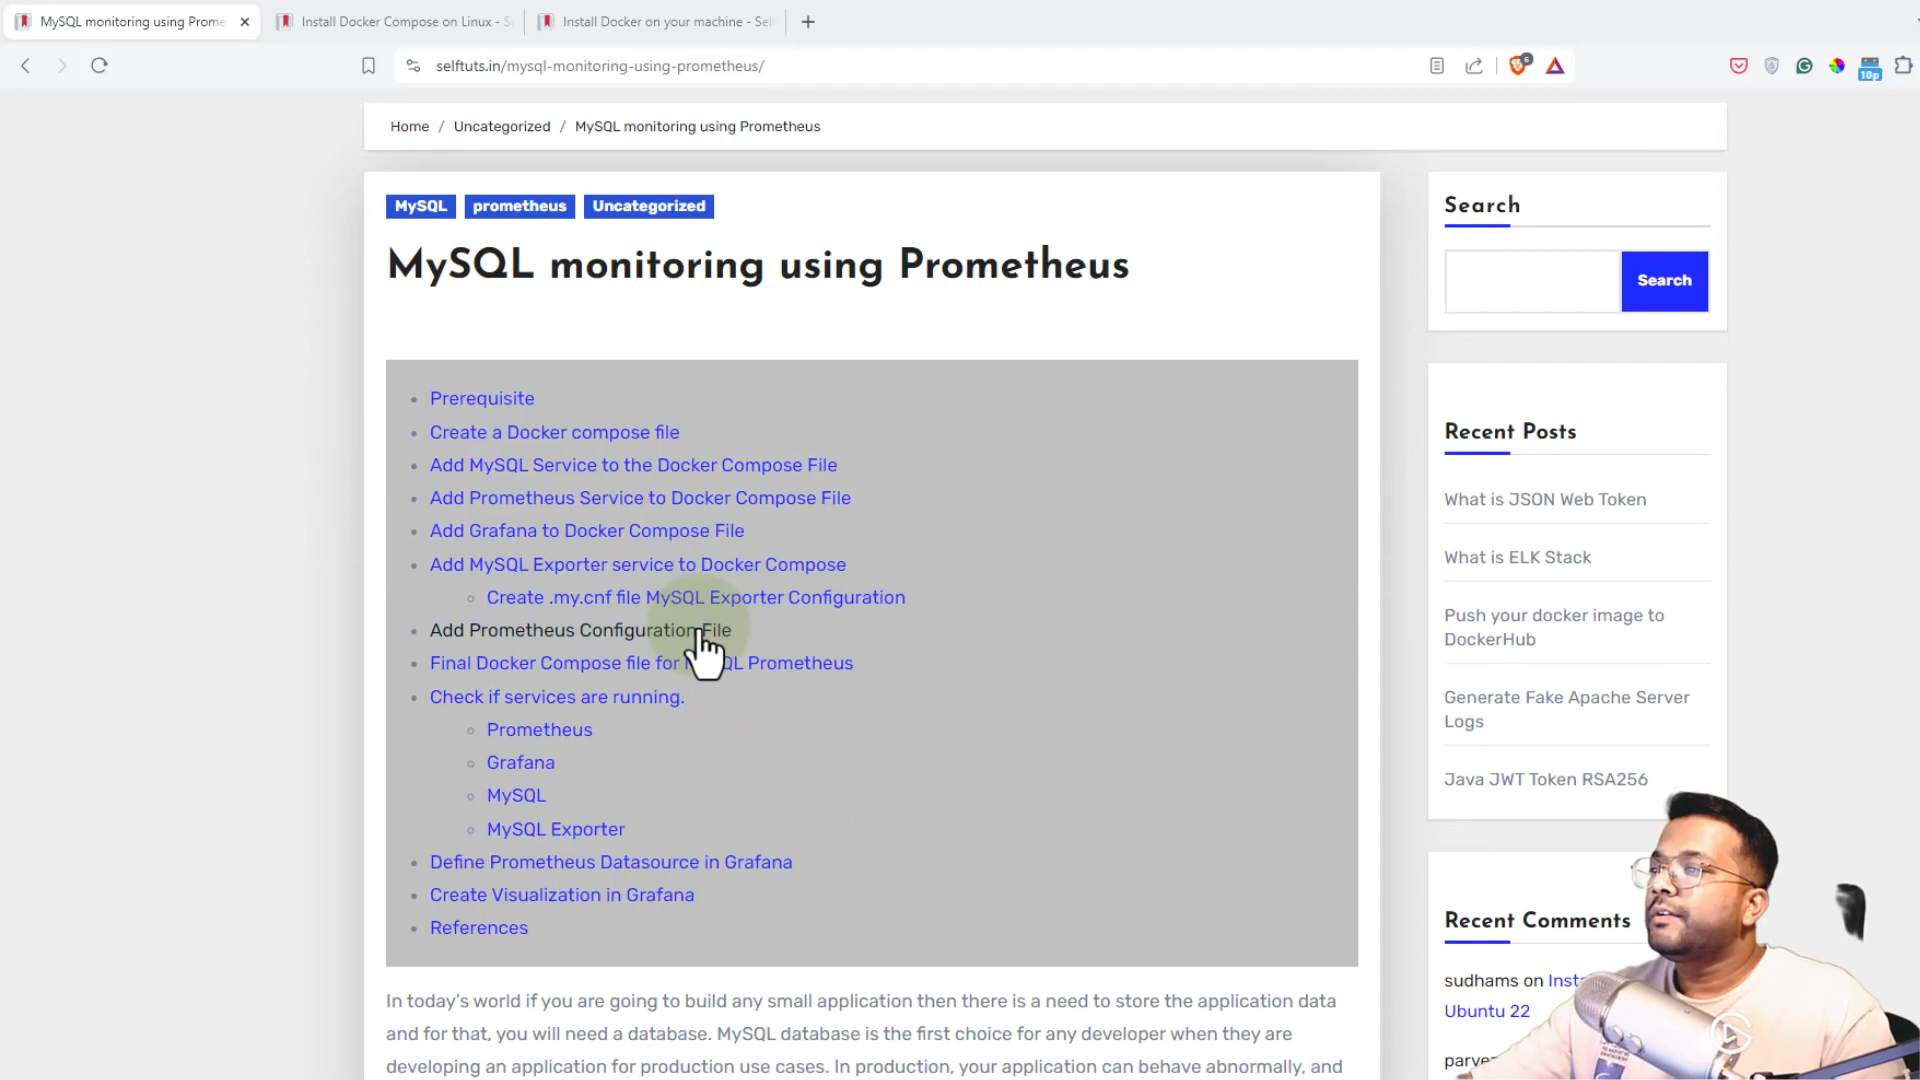 MySQL monitoring using Prome
Install Docker Compose on Linux - S
Install Docker on your machine - Sel
selftuts.in/mysql-monitoring-using-prometheus/
6
10p
Home / Uncategorized / MySQL monitoring using Prometheus
MySQL prometheus Uncategorized
MySQL monitoring using Prometheus
Prerequisite
Create a Docker compose file
Add MySQL Service to the Docker Compose File
Add Prometheus Service to Docker Compose File
Add Grafana to Docker Compose File
Add MySQL Exporter service to Docker Compose
Create .my.cnf file MySQL Exporter Configuration
Add Prometheus Configuration File
Final Docker Compose file for MySQL Prometheus
Check if services are running.
Prometheus
Grafana
MySQL
MySQL Exporter
Define Prometheus Datasource in Grafana
Create Visualization in Grafana
References
In today's world if you are going to build any small application then there is a need to store the application data
and for that, you will need a database. MySQL database is the first choice for any developer when they are
developing an application for production use cases. In production, your application can behave abnormally, and
Search
Search
Recent Posts
What is JSON Web Token
What is ELK Stack
Push your docker image to
DockerHub
Generate Fake Apache Server
Logs
Java JWT Token RSA256
Recent Comments
sudhams on Insta
Ubuntu 22
parvez